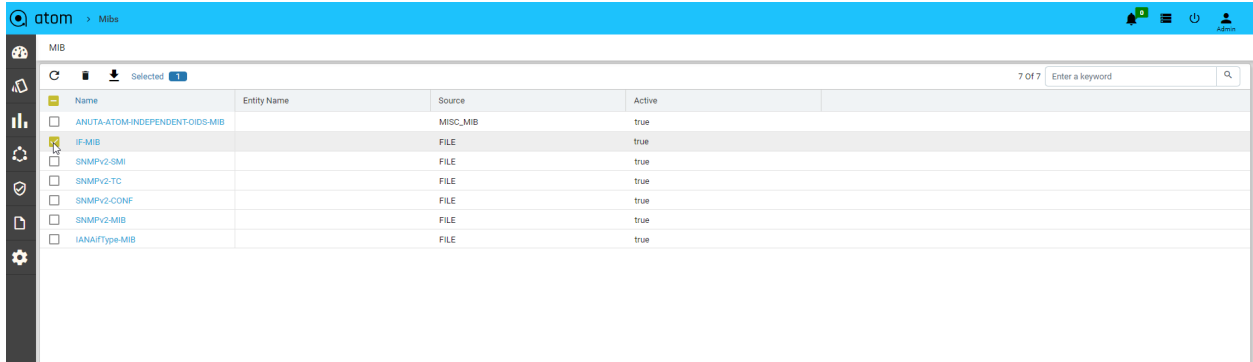 atom > Mibs 0
Admin
MIB
Selected 1 7 Of 7 Enter a keyword
Name Entity Name Source Active
ANUTA-ATOM-INDEPENDENT-OIDS-MIB MISC_MIB true
IF-MIB FILE true
SNMPv2-SMI FILE true
SNMPv2-TC FILE true
SNMPv2-CONF FILE true
SNMPv2-MIB FILE true
IANAifType-MIB FILE true